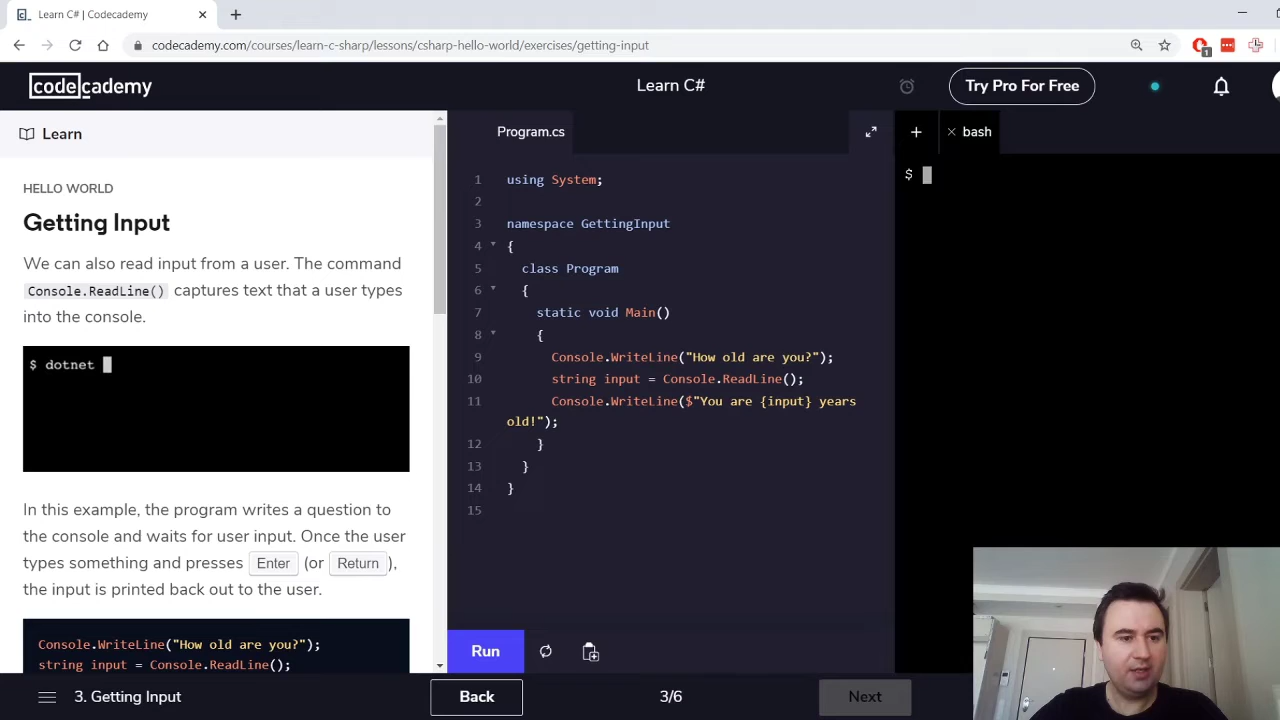 Learn C# | Codecademy
codecademy.com/courses/learn-c-sharp/lessons/csharp-hello-world/exercises/getting-input
1
codecademy
Learn C#
Try Pro For Free
Learn
Program.cs
bash
HELLO WORLD
Getting Input
We can also read input from a user. The command
Console.ReadLine() captures text that a user types
into the console.
$ dotnet
In this example, the program writes a question to
the console and waits for user input. Once the user
types something and presses Enter (or Return),
the input is printed back out to the user.
Console.WriteLine("How old are you?");
string input = Console.ReadLine();
1 using System;
2
3 namespace GettingInput
4 {
5 class Program
6 {
7 static void Main()
8 {
9 Console.WriteLine("How old are you?");
10 string input = Console.ReadLine();
11 Console.WriteLine($"You are {input} years
old!");
12 }
13 }
14 }
15
$
Run
3. Getting Input
Back
3/6
Next